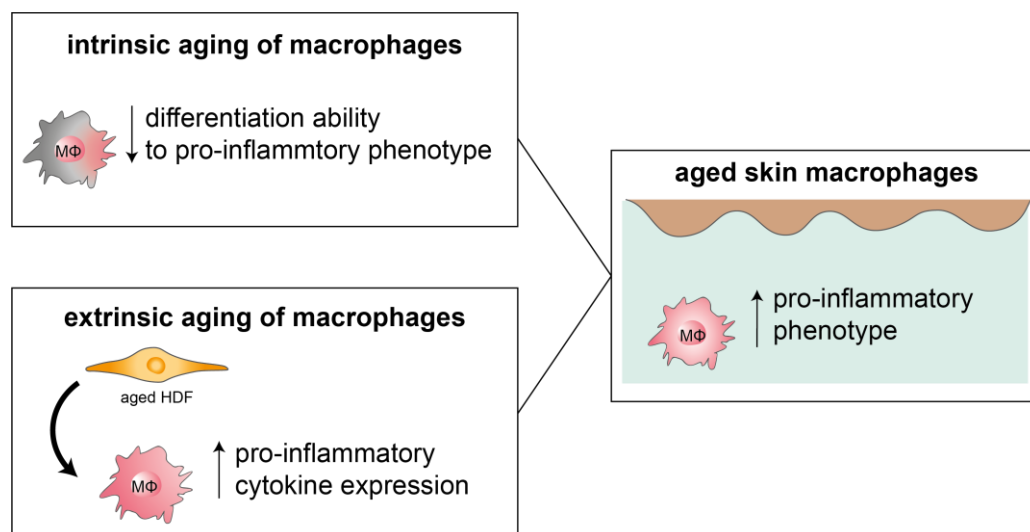 intrinsic aging of macrophages
MΦ
differentiation ability
to pro-inflammtory phenotype
extrinsic aging of macrophages
aged HDF
MΦ
pro-inflammatory
cytokine expression
aged skin macrophages
MΦ
pro-inflammatory
phenotype